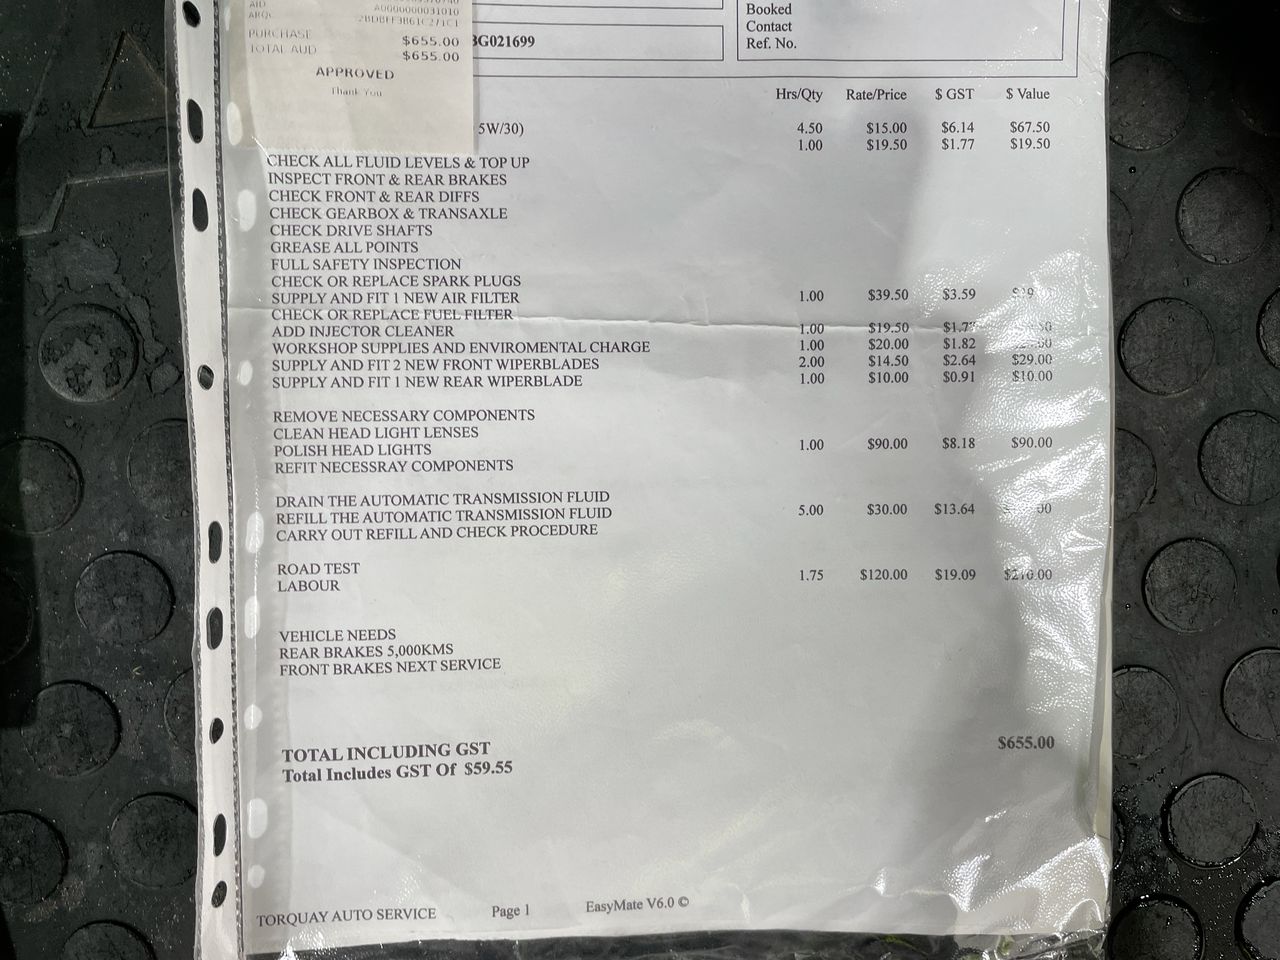 AID
A0000000031010
ARQC
PURCHASE $655.00
TOTAL AUD $655.00
APPROVED
Thank You
BG021699
Booked
Contact
Ref. No.
Hrs/Qty Rate/Price $ GST $ Value
5W/30) 4.50 $15.00 $6.14 $67.50
1.00 $19.50 $1.77 $19.50
CHECK ALL FLUID LEVELS & TOP UP
INSPECT FRONT & REAR BRAKES
CHECK FRONT & REAR DIFFS
CHECK GEARBOX & TRANSAXLE
CHECK DRIVE SHAFTS
GREASE ALL POINTS
FULL SAFETY INSPECTION
CHECK OR REPLACE SPARK PLUGS
SUPPLY AND FIT 1 NEW AIR FILTER 1.00 $39.50 $3.59
CHECK OR REPLACE FUEL FILTER
ADD INJECTOR CLEANER 1.00 $19.50 $1.77
WORKSHOP SUPPLIES AND ENVIROMENTAL CHARGE 1.00 $20.00 $1.82
SUPPLY AND FIT 2 NEW FRONT WIPERBLADES 2.00 $14.50 $2.64 $29.00
SUPPLY AND FIT 1 NEW REAR WIPERBLADE 1.00 $10.00 $0.91 $10.00
REMOVE NECESSARY COMPONENTS
CLEAN HEAD LIGHT LENSES
POLISH HEAD LIGHTS 1.00 $90.00 $8.18 $90.00
REFIT NECESSRAY COMPONENTS
DRAIN THE AUTOMATIC TRANSMISSION FLUID
REFILL THE AUTOMATIC TRANSMISSION FLUID 5.00 $30.00 $13.64
CARRY OUT REFILL AND CHECK PROCEDURE
ROAD TEST
LABOUR 1.75 $120.00 $19.09 $210.00
VEHICLE NEEDS
REAR BRAKES 5,000KMS
FRONT BRAKES NEXT SERVICE
TOTAL INCLUDING GST $655.00
Total Includes GST Of $59.55
TORQUAY AUTO SERVICE Page 1 EasyMate V6.0 ©